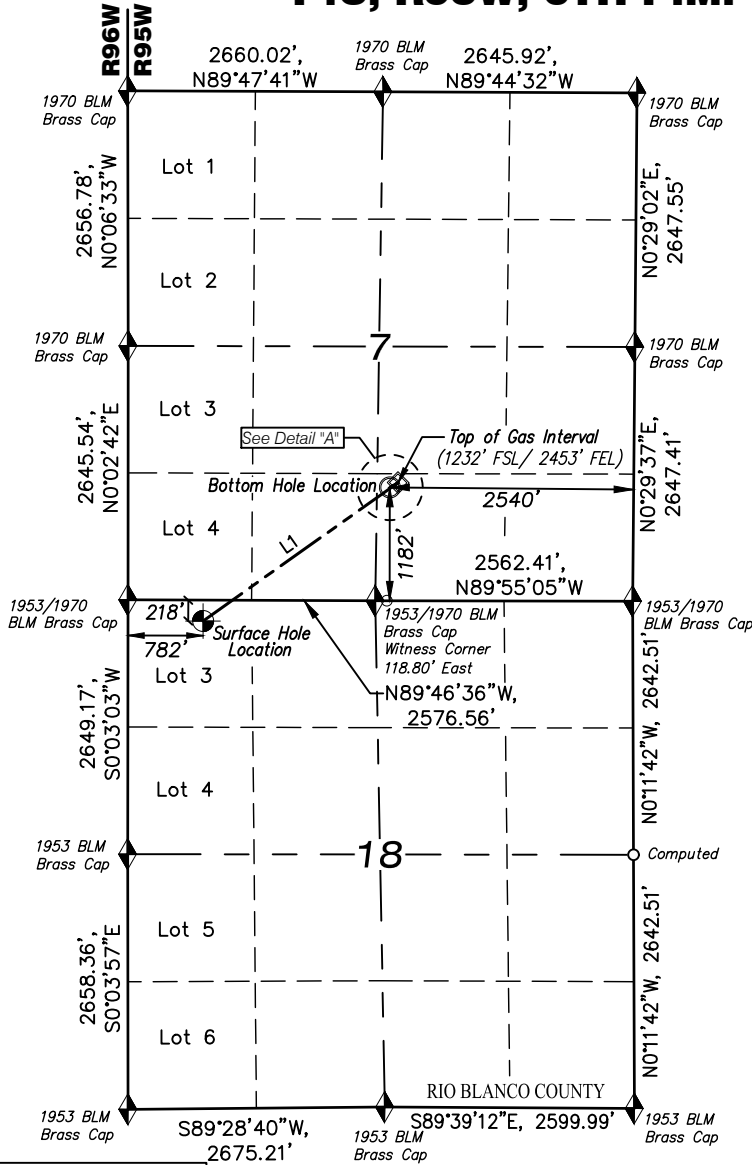 R96W
R95W
2660.02',
N89°47'41"W
1970 BLM
Brass Cap
2645.92',
N89°44'32"W
1970 BLM
Brass Cap
1970 BLM
Brass Cap
2656.78',
N0°06'33"W
Lot 1
N0°29'02"E,
2647.55'
Lot 2
1970 BLM
Brass Cap
7
1970 BLM
Brass Cap
2645.54',
N0°02'42"E
Lot 3
See Detail "A"
Top of Gas Interval
(1232' FSL/ 2453' FEL)
N0°29'37"E,
2647.41'
Bottom Hole Location
2540'
Lot 4
L1
1182'
2562.41',
N89°55'05"W
1953/1970
BLM Brass Cap
218'
782'
Surface Hole
Location
1953/1970 BLM
Brass Cap
Witness Corner
118.80' East
1953/1970
BLM Brass Cap
N89°46'36"W,
2576.56'
2649.17',
S0°03'03"W
Lot 3
N0°11'42"W, 2642.51'
Lot 4
1953 BLM
Brass Cap
18
Computed
2658.36',
S0°03'57"E
Lot 5
N0°11'42"W, 2642.51'
Lot 6
RIO BLANCO COUNTY
1953 BLM
Brass Cap
S89°28'40"W,
2675.21'
1953 BLM
Brass Cap
S89°39'12"E, 2599.99'
1953 BLM
Brass Cap